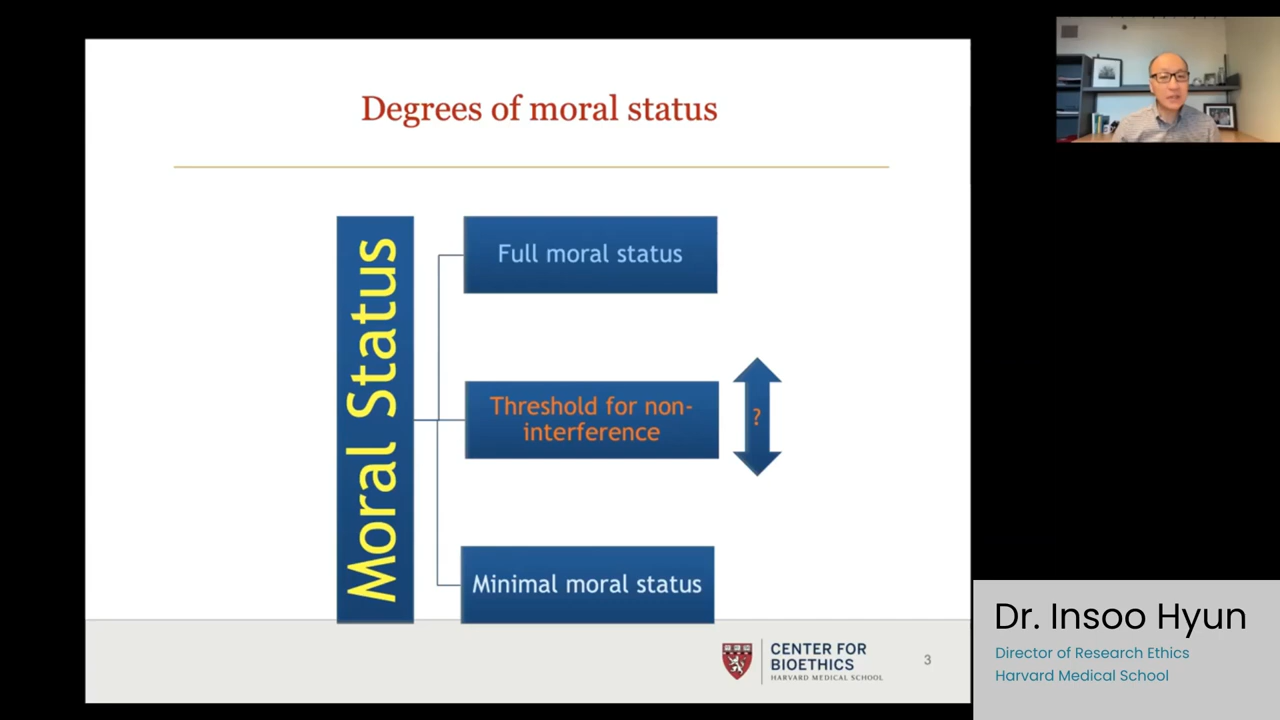 Degrees of moral status
Moral Status
Full moral status
Threshold for non-
interference
?
Minimal moral status
CENTER FOR
BIOETHICS
HARVARD MEDICAL SCHOOL
3
Dr. Insoo Hyun
Director of Research Ethics
Harvard Medical School